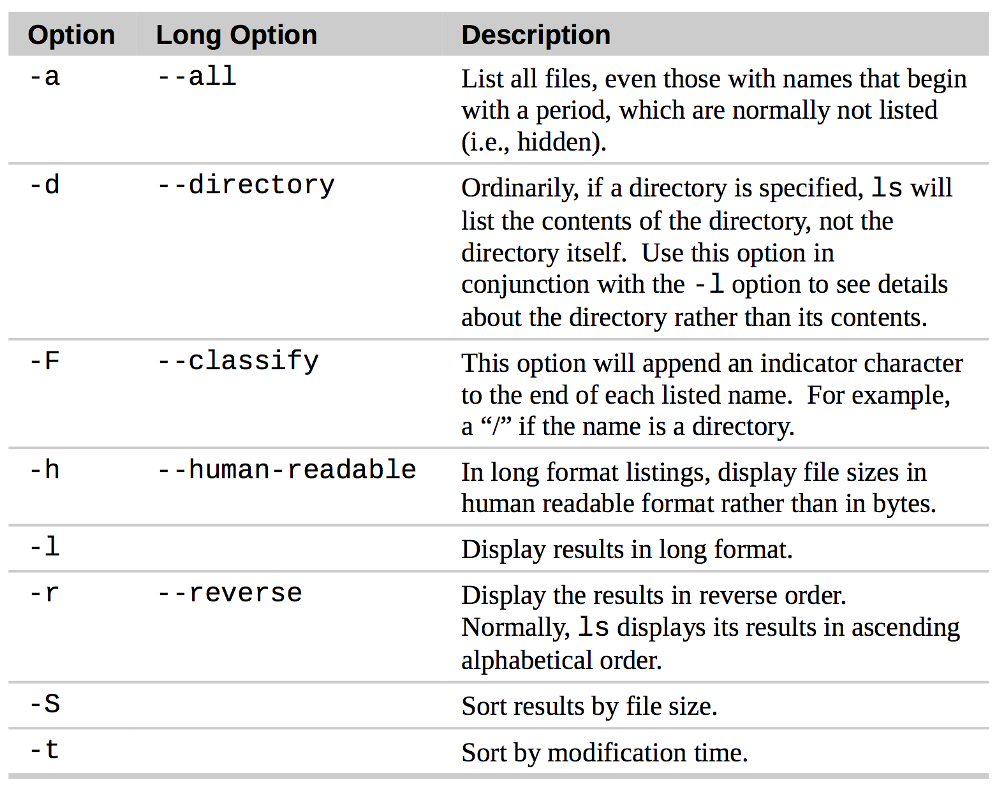 Option Long Option Description
-a --all List all files, even those with names that begin
with a period, which are normally not listed
(i.e., hidden).
-d --directory Ordinarily, if a directory is specified, ls will
list the contents of the directory, not the
directory itself.  Use this option in
conjunction with the -l option to see details
about the directory rather than its contents.
-F --classify This option will append an indicator character
to the end of each listed name.  For example,
a “/” if the name is a directory.
-h --human-readable In long format listings, display file sizes in
human readable format rather than in bytes.
-l Display results in long format.
-r --reverse Display the results in reverse order.
Normally, ls displays its results in ascending
alphabetical order.
-S Sort results by file size.
-t Sort by modification time.